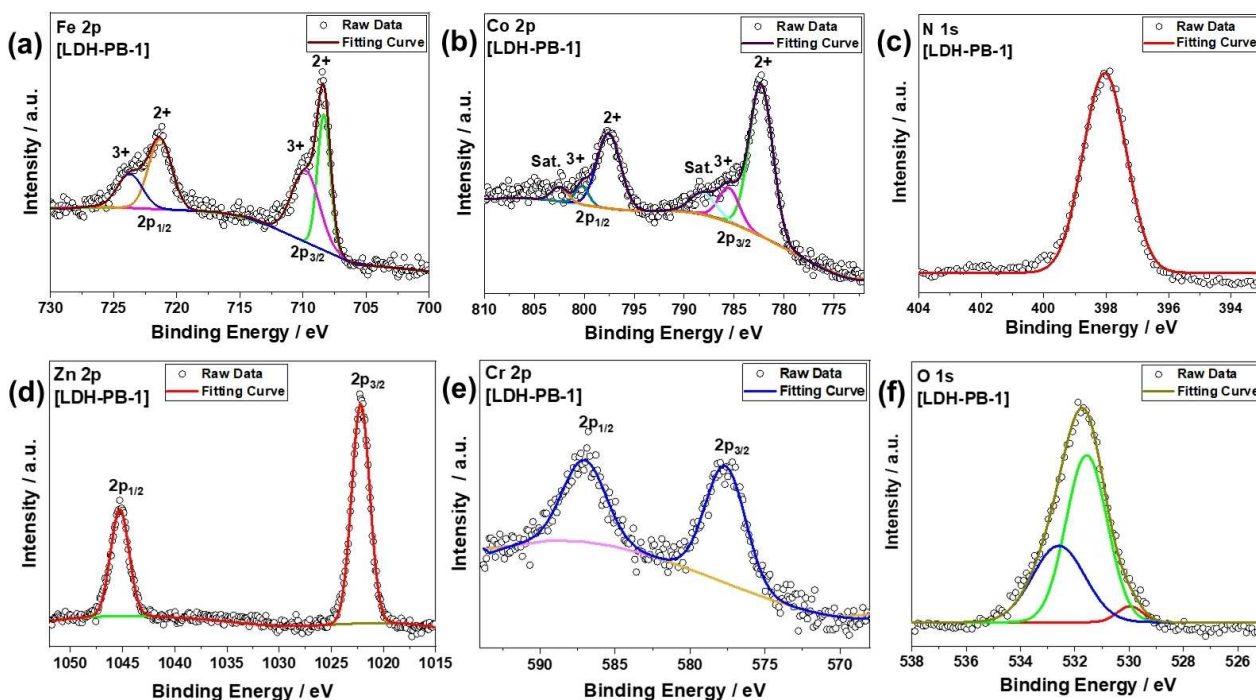 (a)
Fe 2p
[LDH-PB-1]
Raw Data
Fitting Curve
2+
3+
2+
3+
2p1/2
2p3/2
Intensity / a.u.
730 725 720 715 710 705 700
Binding Energy / eV
(b)
Co 2p
[LDH-PB-1]
Raw Data
Fitting Curve
2+
2+
Sat. 3+
Sat. 3+
2p1/2
2p3/2
Intensity / a.u.
810 805 800 795 790 785 780 775
Binding Energy / eV
(c)
N 1s
[LDH-PB-1]
Raw Data
Fitting Curve
Intensity / a.u.
404 402 400 398 396 394
Binding Energy / eV
(d)
Zn 2p
[LDH-PB-1]
Raw Data
Fitting Curve
2p3/2
2p1/2
Intensity / a.u.
1050 1045 1040 1035 1030 1025 1020 1015
Binding Energy / eV
(e)
Cr 2p
[LDH-PB-1]
Raw Data
Fitting Curve
2p1/2
2p3/2
Intensity / a.u.
590 585 580 575 570
Binding Energy / eV
(f)
O 1s
[LDH-PB-1]
Raw Data
Fitting Curve
Intensity / a.u.
538 536 534 532 530 528 526
Binding Energy / eV